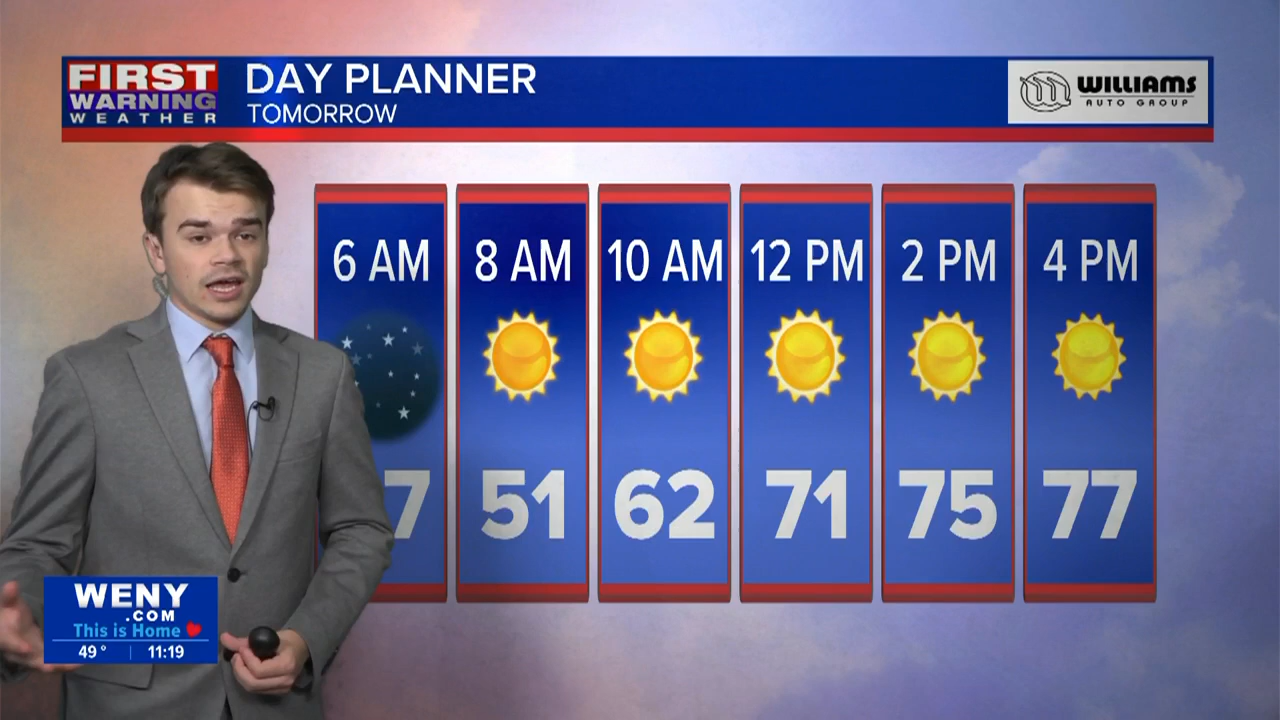 FIRST
WARNING
WEATHER
DAY PLANNER
TOMORROW
WILLIAMS
AUTO GROUP
6 AM 8 AM 10 AM 12 PM 2 PM 4 PM
7 51 62 71 75 77
WENY
.COM
This is Home
49° | 11:19